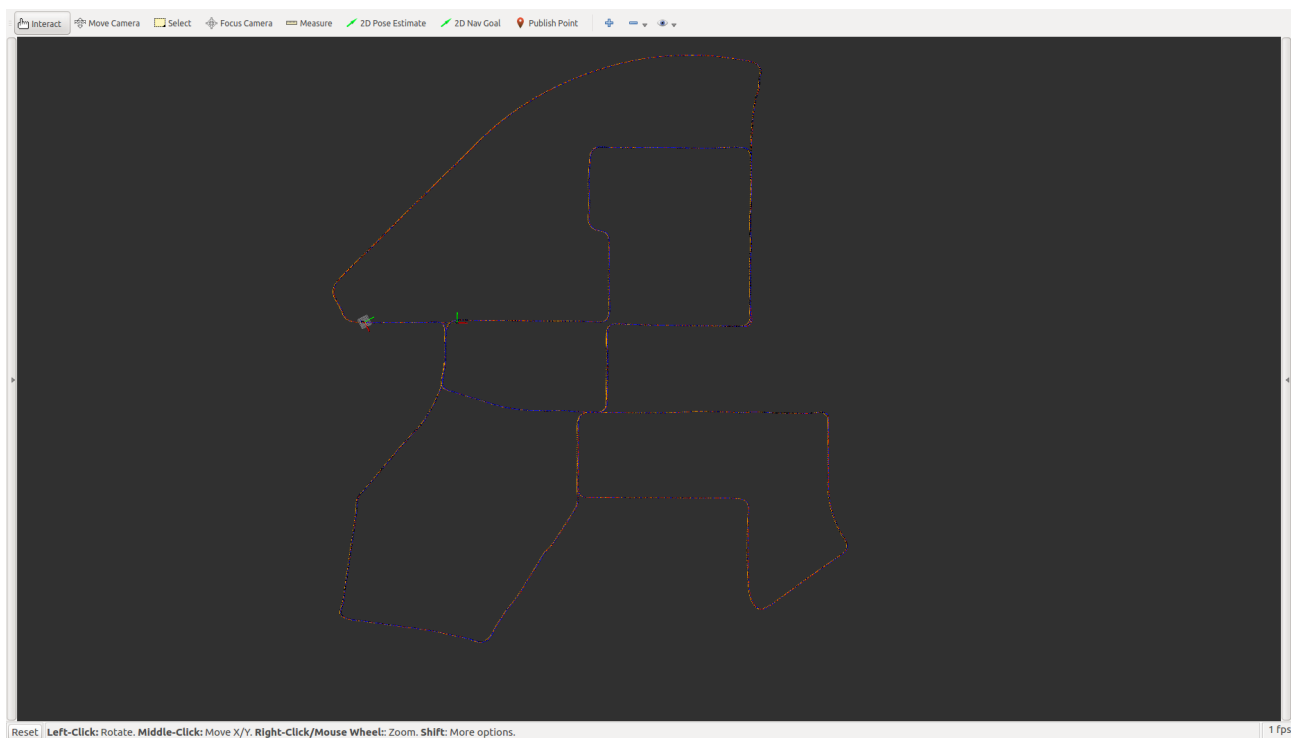 Interact Move Camera Select Focus Camera Measure 2D Pose Estimate 2D Nav Goal Publish Point
Reset Left-Click: Rotate. Middle-Click: Move X/Y. Right-Click/Mouse Wheel:: Zoom. Shift: More options. 1 fps